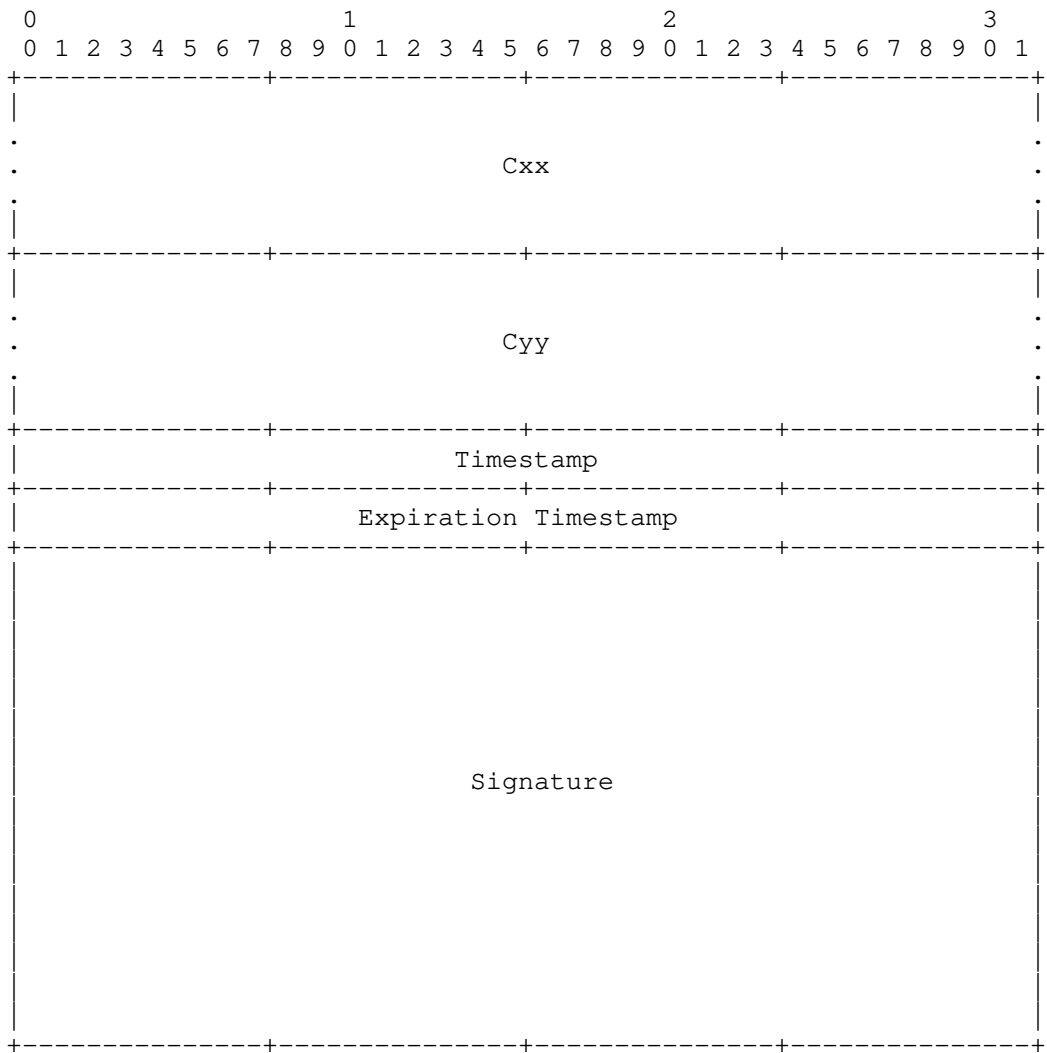 0                   1                   2                   3
0 1 2 3 4 5 6 7 8 9 0 1 2 3 4 5 6 7 8 9 0 1 2 3 4 5 6 7 8 9 0 1
Cxx
Cyy
Timestamp
Expiration Timestamp
Signature